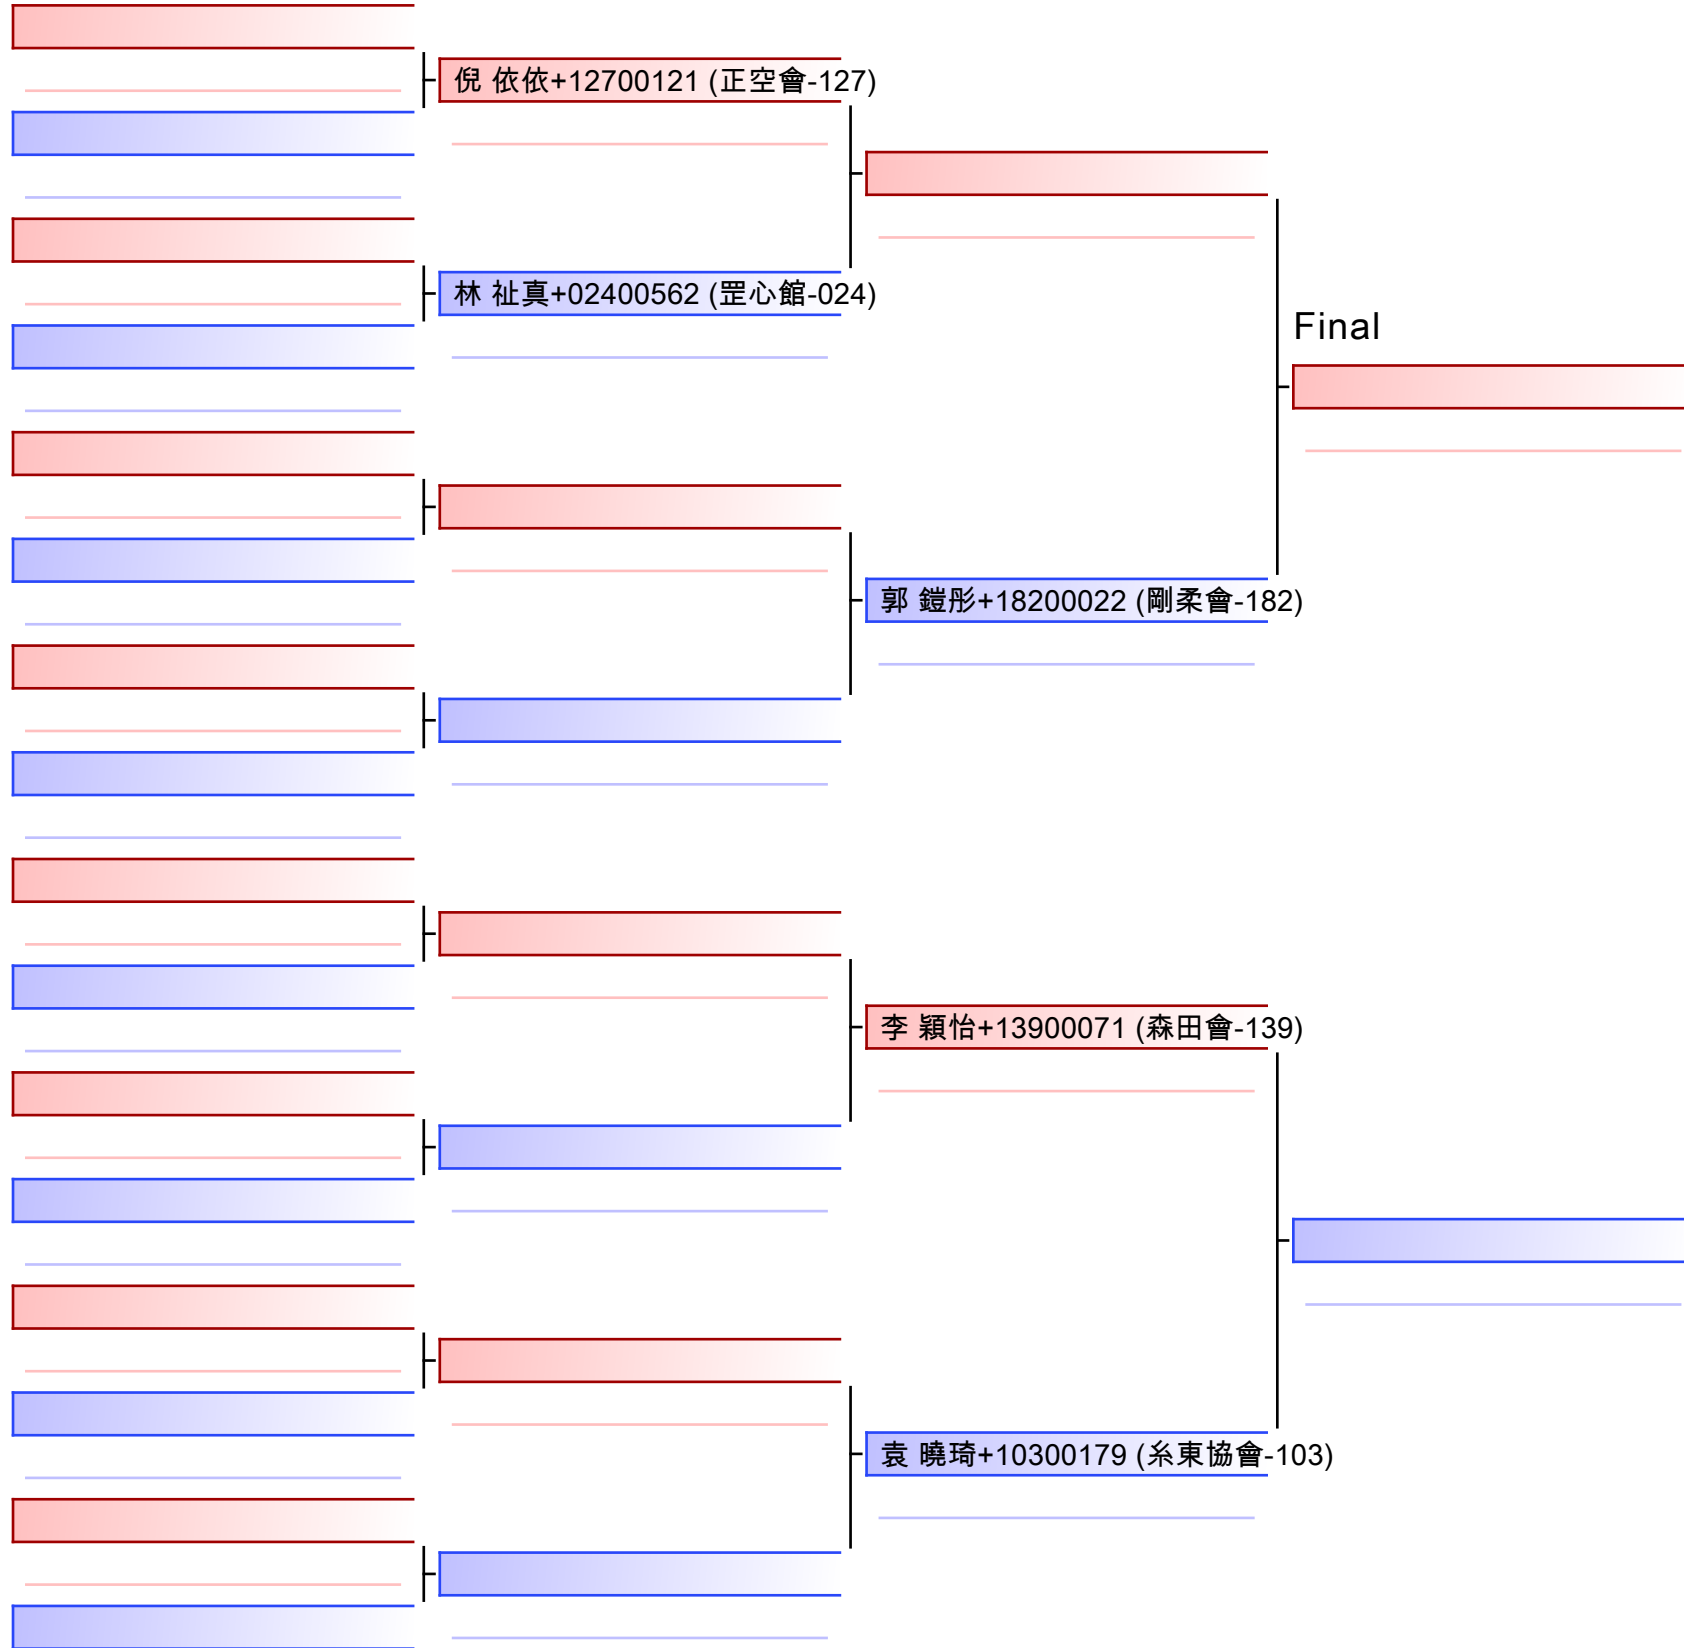 倪 依依+12700121 (正空會-127)
林 祉真+02400562 (罡心館-024)
Final
郭 鎧彤+18200022 (剛柔會-182)
李 穎怡+13900071 (森田會-139)
袁 曉琦+10300179 (糸東協會-103)